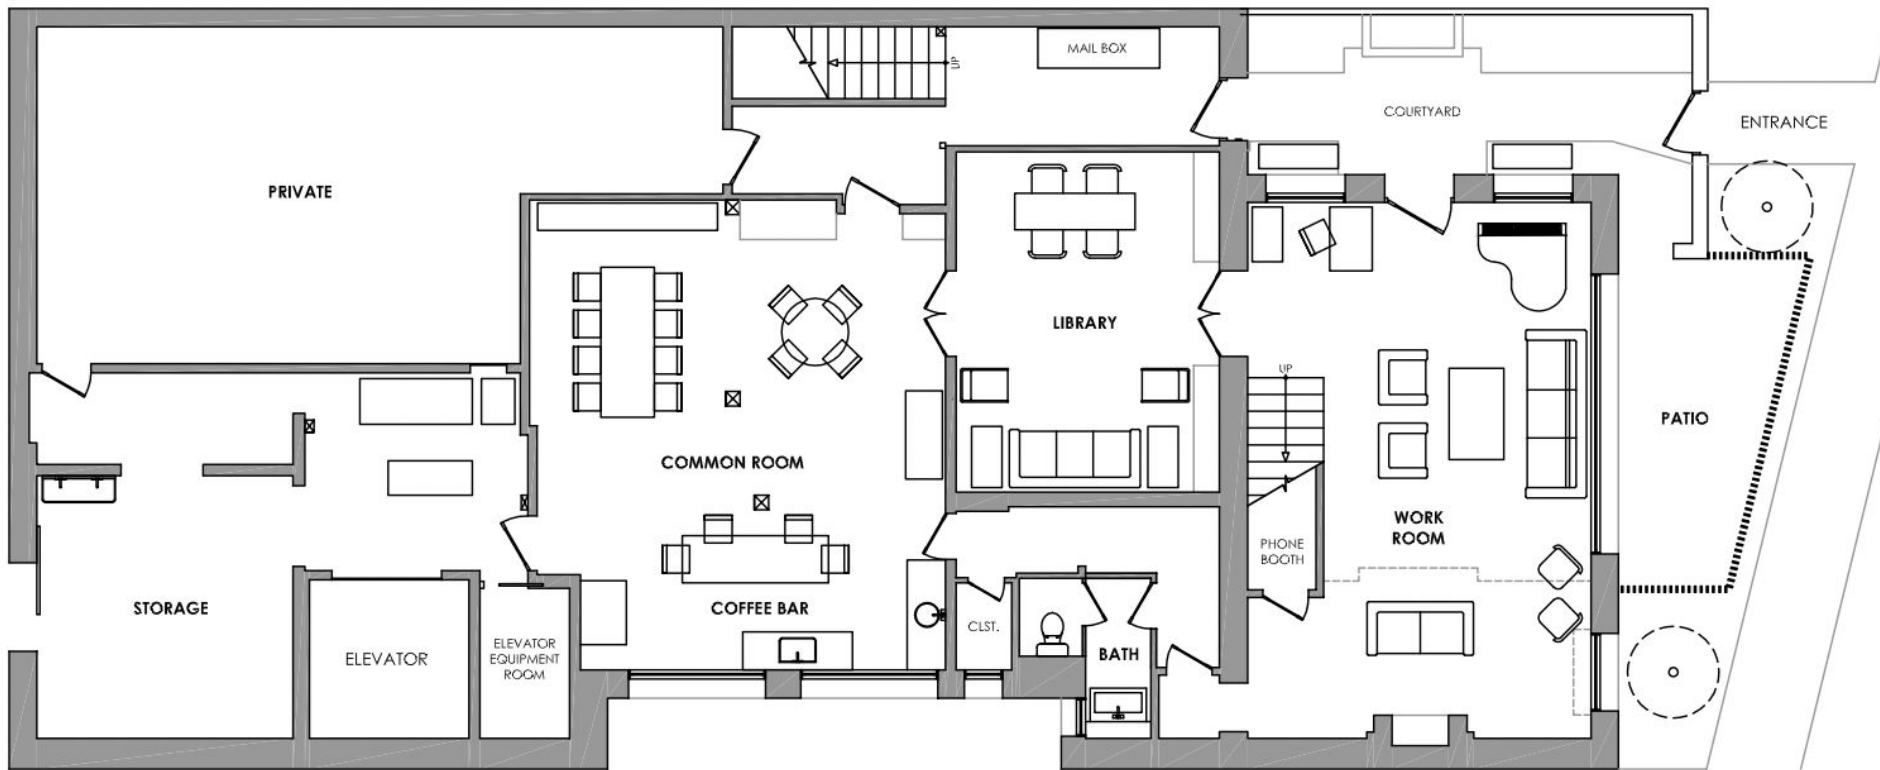 UP
MAIL BOX
COURTYARD
ENTRANCE
PRIVATE
LIBRARY
UP
PATIO
COMMON ROOM
WORK
ROOM
PHONE
BOOTH
STORAGE
COFFEE BAR
CLST.
BATH
ELEVATOR
ELEVATOR
EQUIPMENT
ROOM